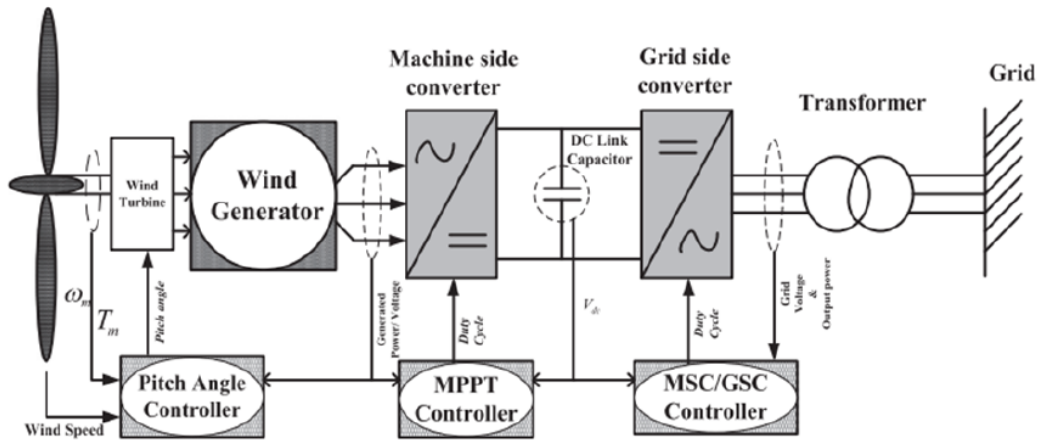 Machine side
converter
Grid side
converter
Transformer
Grid
DC Link
Capacitor
Wind
Turbine
Wind
Generator
ωm
Tm
Pitch angle
Generated
Power/ Voltage
Duty
Cycle
Vdc
Duty
Cycle
Grid
Voltage
&
Output power
Pitch Angle
Controller
MPPT
Controller
MSC/GSC
Controller
Wind Speed